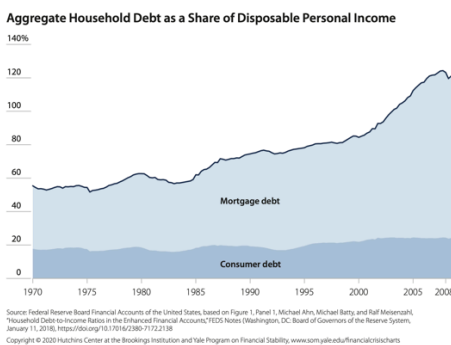 Aggregate Household Debt as a Share of Disposable Personal Income
140%
120
100
80
60
40
20
0
Mortgage debt
Consumer debt
1970 1975 1980 1985 1990 1995 2000 2005 2008
Source: Federal Reserve Board Financial Accounts of the United States, based on Figure 1, Panel 1, Michael Ahn, Michael Batty, and Ralf Meisenzahl,
"Household Debt-to-Income Ratios in the Enhanced Financial Accounts," FEDS Notes (Washington, DC: Board of Governors of the Reserve System,
January 11, 2018), https://doi.org/10.17016/2380-7172.2138
Copyright © 2020 Hutchins Center at the Brookings Institution and Yale Program on Financial Stability, www.som.yale.edu/financialcrisischarts